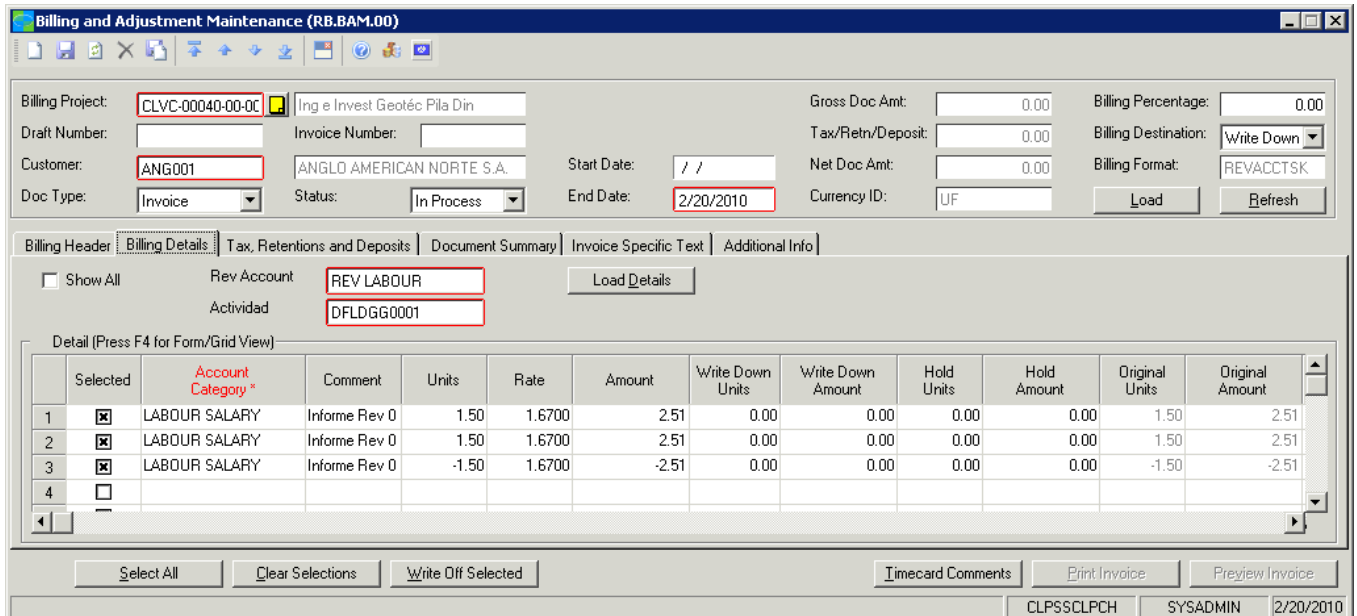 Billing and Adjustment Maintenance (RB.BAM.00)
Billing Project: CLVC-00040-00-0C Ing e Invest Geotéc Pila Din Gross Doc Amt: 0.00 Billing Percentage: 0.00
Draft Number: Invoice Number: Tax/Retn/Deposit: 0.00 Billing Destination: Write Down
Customer: ANG001 ANGLO AMERICAN NORTE S.A. Start Date: / / Net Doc Amt: 0.00 Billing Format: REVACCTSK
Doc Type: Invoice Status: In Process End Date: 2/20/2010 Currency ID: UF Load Refresh
Billing Header Billing Details Tax, Retentions and Deposits Document Summary Invoice Specific Text Additional Info
Show All Rev Account REV LABOUR Load Details
Actividad DFLDGG0001
Detail (Press F4 for Form/Grid View)
Selected Account Category * Comment Units Rate Amount Write Down Units Write Down Amount Hold Units Hold Amount Original Units Original Amount
1 LABOUR SALARY Informe Rev 0 1.50 1.6700 2.51 0.00 0.00 0.00 0.00 1.50 2.51
2 LABOUR SALARY Informe Rev 0 1.50 1.6700 2.51 0.00 0.00 0.00 0.00 1.50 2.51
3 LABOUR SALARY Informe Rev 0 -1.50 1.6700 -2.51 0.00 0.00 0.00 0.00 -1.50 -2.51
4
Select All Clear Selections Write Off Selected Timecard Comments Print Invoice Preview Invoice
CLPSSCLPCH SYSADMIN 2/20/2010